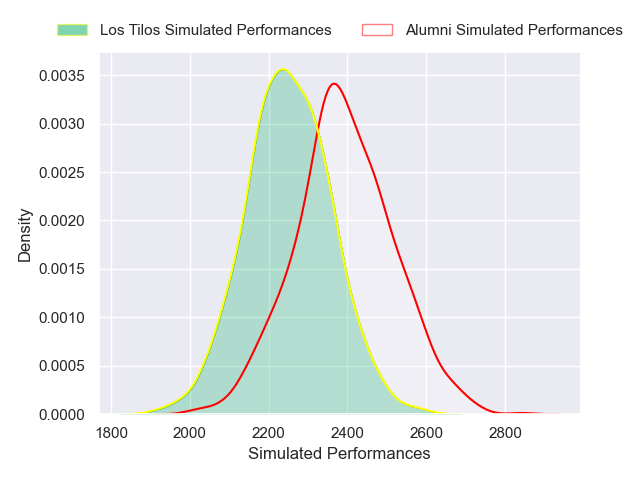 Los Tilos Simulated Performances Alumni Simulated Performances
0.0035
0.0030
0.0025
0.0020
0.0015
0.0010
0.0005
0.0000
Density
1800 2000 2200 2400 2600 2800
Simulated Performances